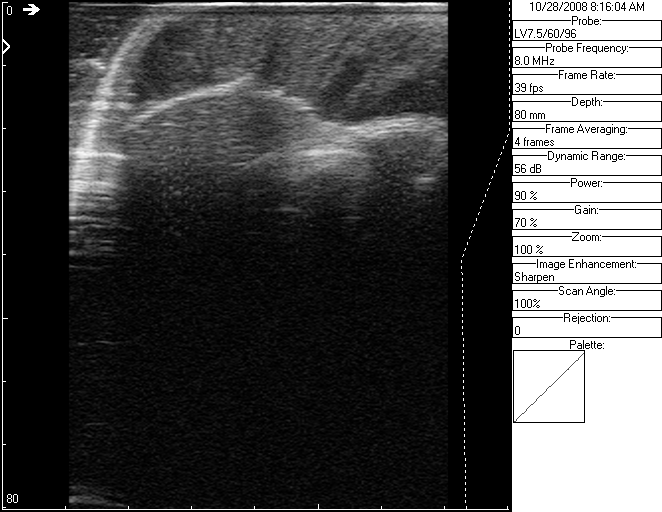 0
80
10/28/2008 8:16:04 AM
Probe:
LV7.5/60/96
Probe Frequency:
8.0 MHz
Frame Rate:
39 fps
Depth:
80 mm
Frame Averaging:
4 frames
Dynamic Range:
56 dB
Power:
90 %
Gain:
70 %
Zoom:
100 %
Image Enhancement:
Sharpen
Scan Angle:
100%
Rejection:
0
Palette: